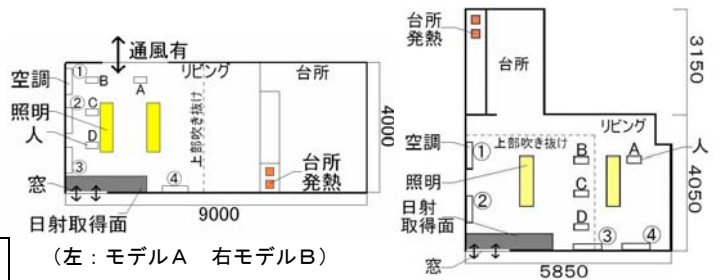 通風有
リビング
台所
空調
①
B
A
照明
②
C
人
D
上部吹き抜け
4000
③
④
台所
発熱
窓
日射取得面
9000
(左：モデルA 右モデルB)
台所
発熱
台所
3150
リビング
空調
①
上部吹き抜け
B
A
人
照明
C
4050
②
D
日射
取得面
③
④
窓
5850